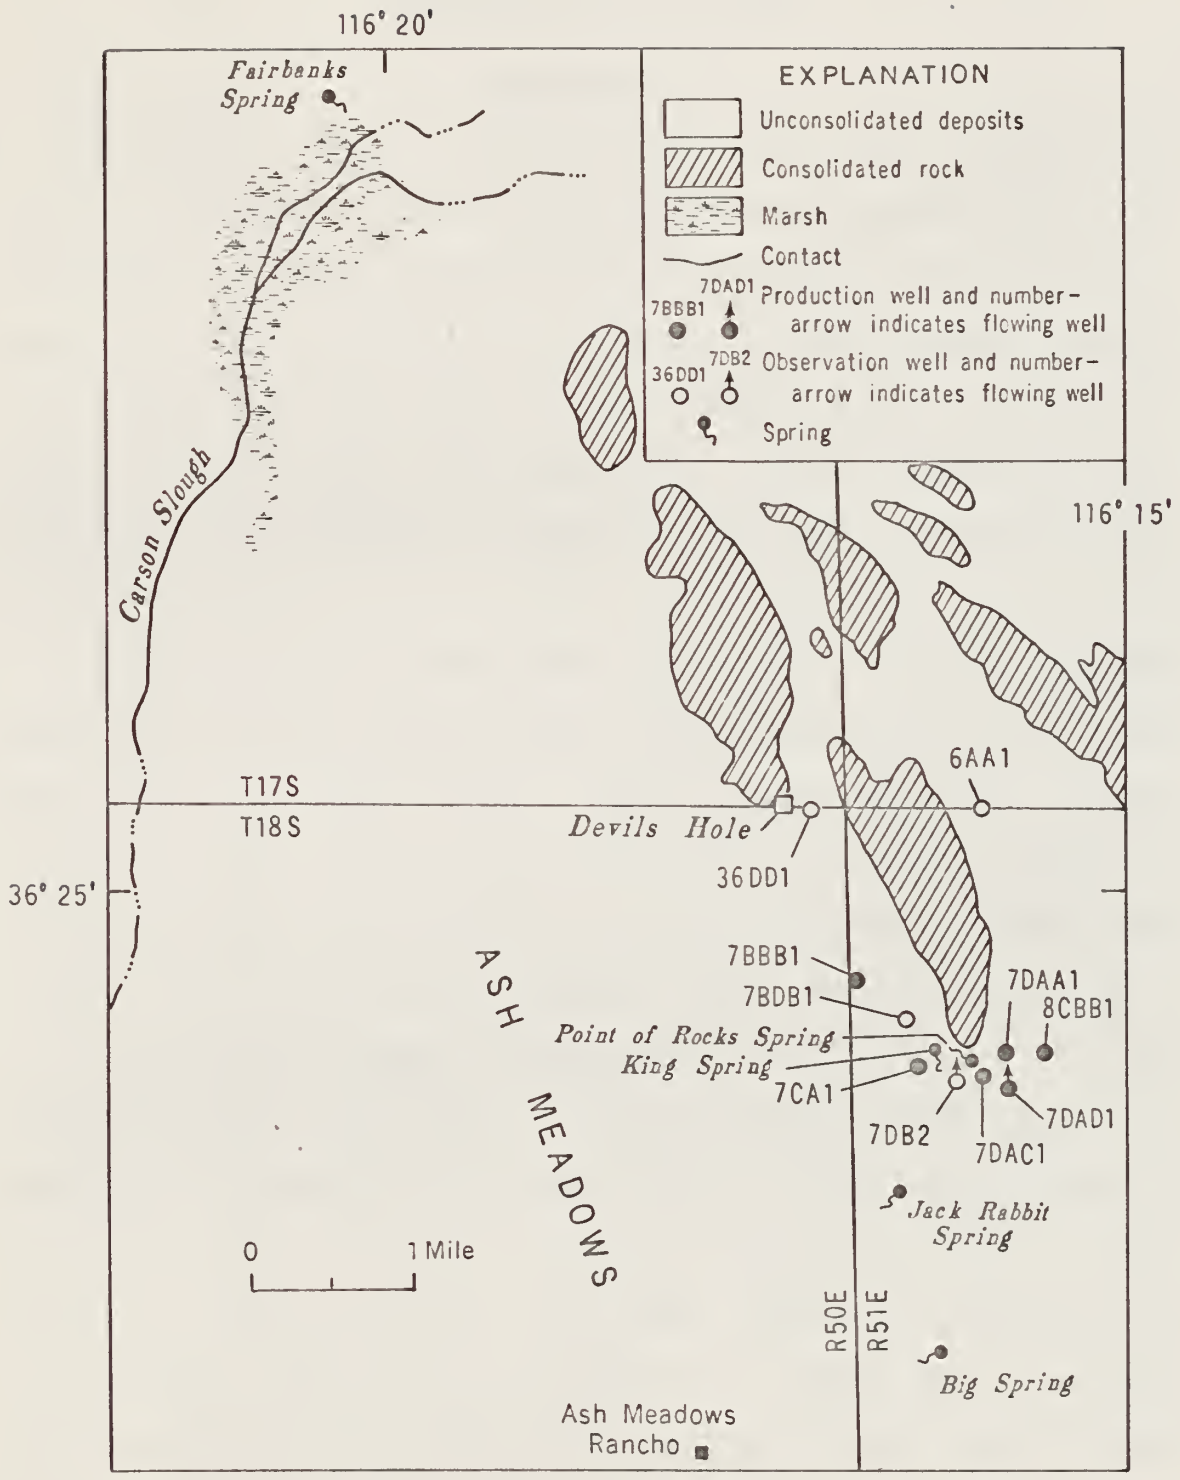 116° 20'
Fairbanks
Spring
EXPLANATION
Unconsolidated deposits
Consolidated rock
Marsh
Contact
7BBB1
7DAD1
Production well and number—
arrow indicates flowing well
36DD1
7DB2
Observation well and number—
arrow indicates flowing well
Spring
116° 15'
Carson Slough
T17S
T18S
Devils Hole
36DD1
6AA1
36° 25'
7BBB1
7BDB1
Point of Rocks Spring
King Spring
7CA1
7DB2
7DAC1
7DAA1
8CBB1
7DAD1
ASH
MEADOWS
Jack Rabbit
Spring
0 1 Mile
R50E
R51E
Big Spring
Ash Meadows
Rancho